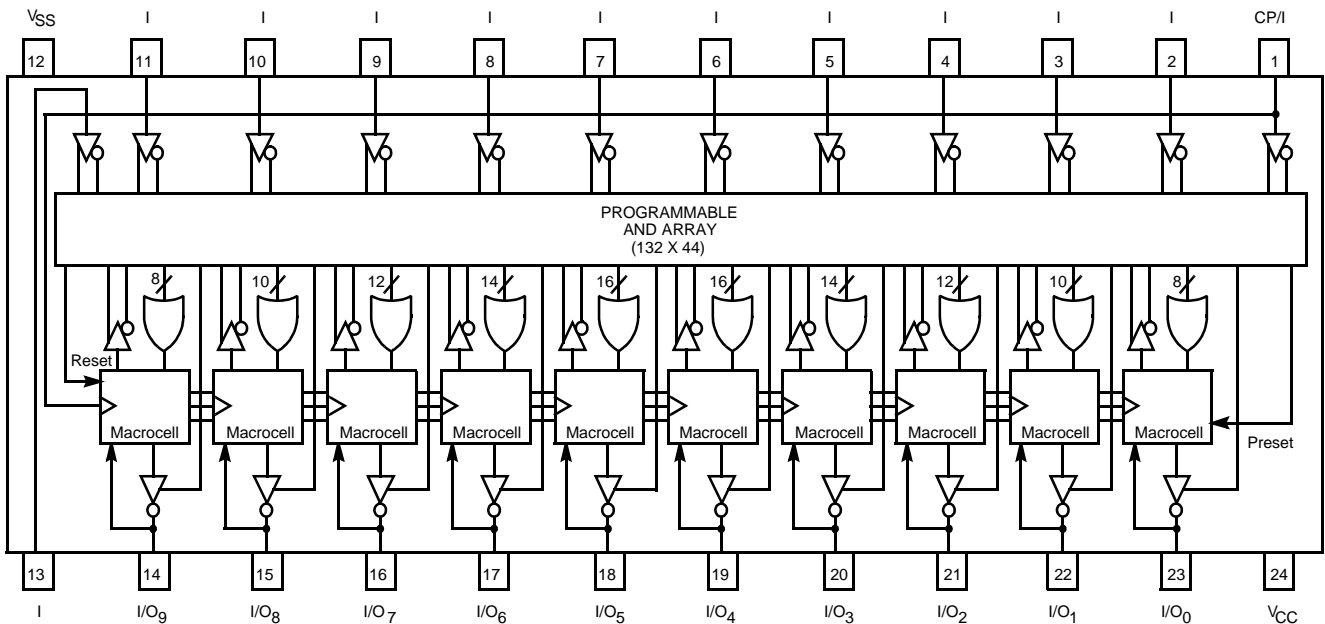 VSS I I I I I I I I I I CP/I
12 11 10 9 8 7 6 5 4 3 2 1
PROGRAMMABLE
AND ARRAY
(132 X 44)
8 10 12 14 16 16 14 12 10 8
Reset
Macrocell Macrocell Macrocell Macrocell Macrocell Macrocell Macrocell Macrocell Macrocell Macrocell
Preset
13 14 15 16 17 18 19 20 21 22 23 24
I I/O9 I/O8 I/O7 I/O6 I/O5 I/O4 I/O3 I/O2 I/O1 I/O0 VCC